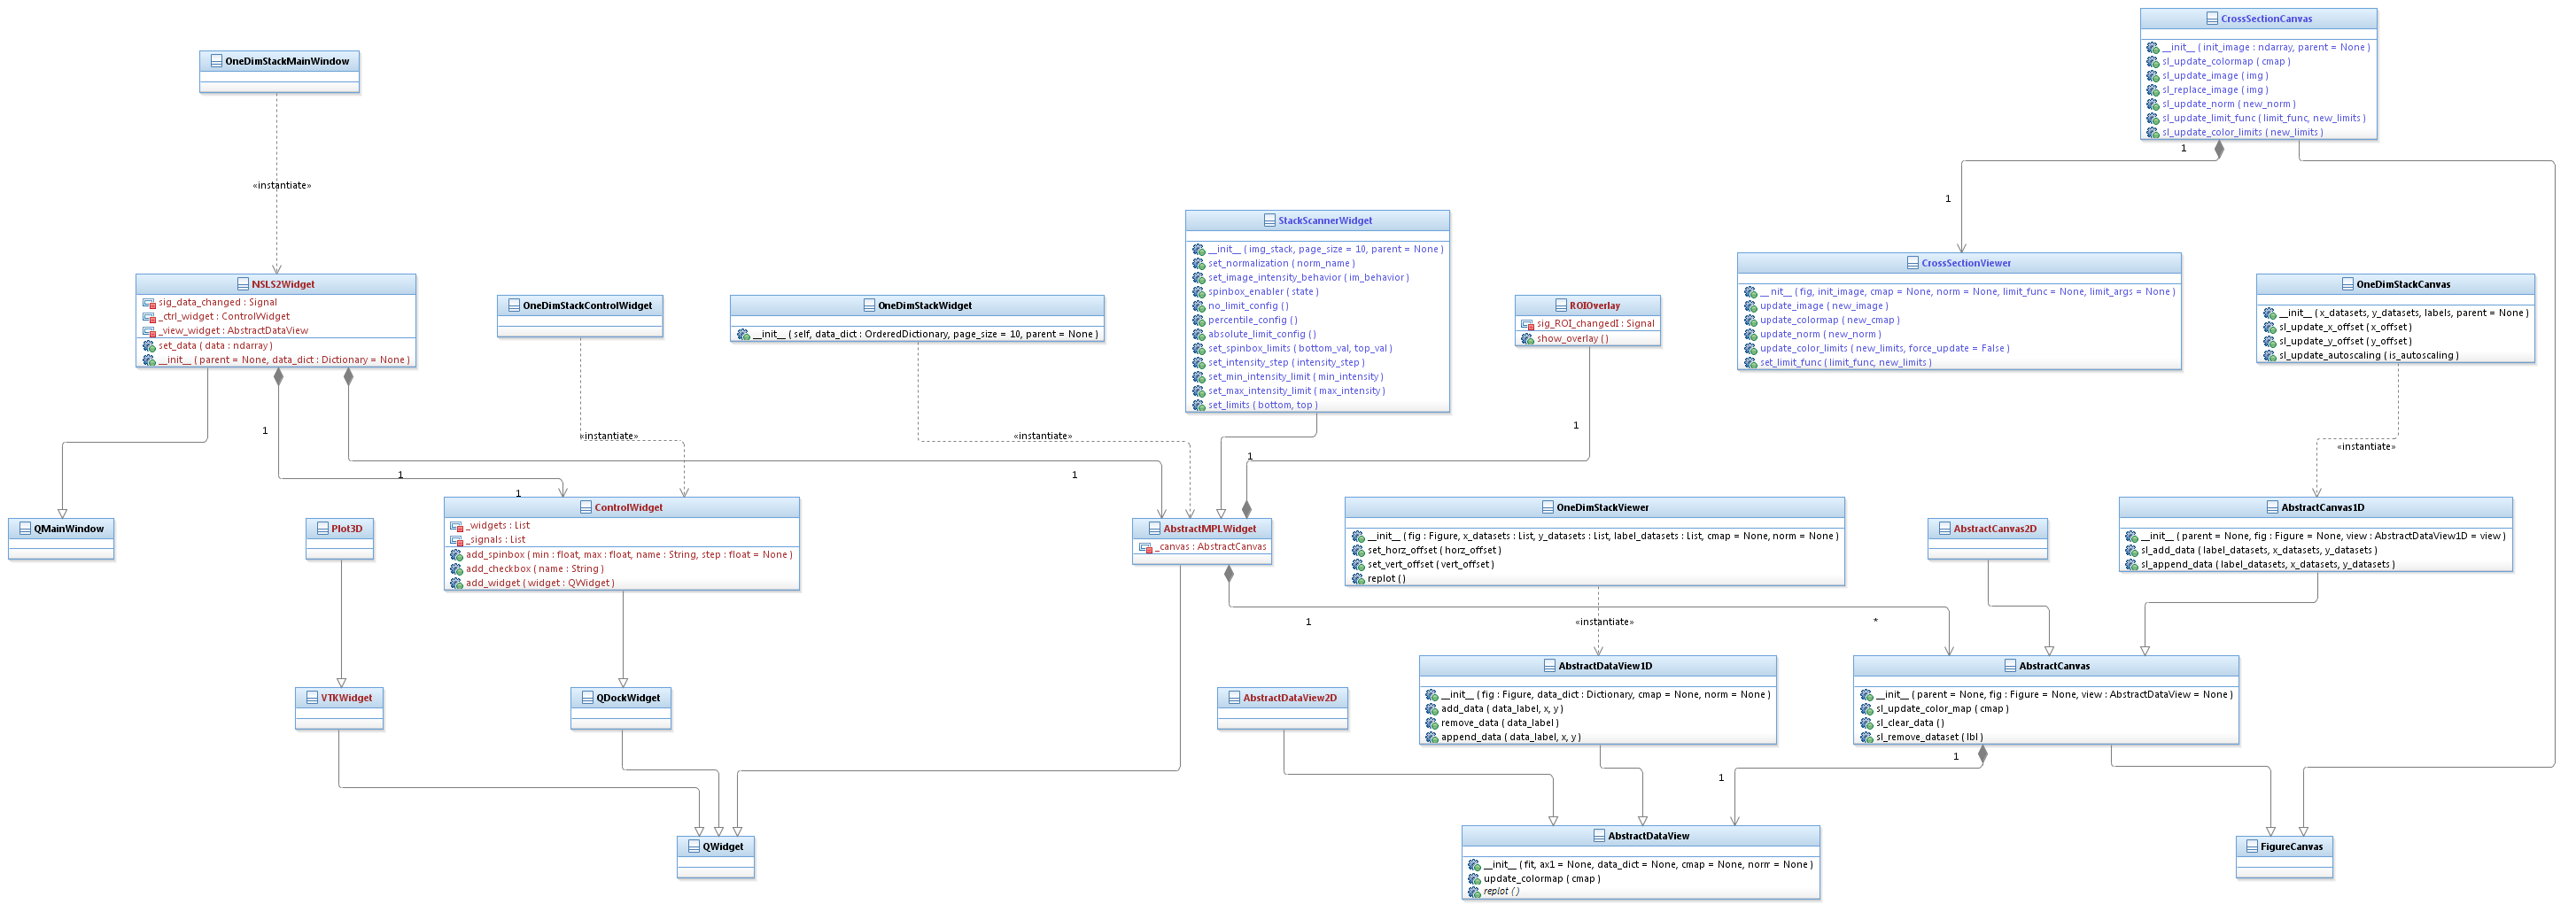 CrossSectionCanvas
__init__ ( init_image : ndarray, parent = None )
sl_update_colormap ( cmap )
sl_update_image ( img )
sl_replace_image ( img )
sl_update_norm ( new_norm )
sl_update_limit_func ( limit_func, new_limits )
sl_update_color_limits ( new_limits )
1
1
OneDimStackMainWindow
«instantiate»
StackScannerWidget
__init__ ( img_stack, page_size = 10, parent = None )
set_normalization ( norm_name )
set_image_intensity_behavior ( im_behavior )
spinbox_enabler ( state )
no_limit_config ( )
percentile_config ( )
absolute_limit_config ( )
set_spinbox_limits ( bottom_val, top_val )
set_intensity_step ( intensity_step )
set_min_intensity_limit ( min_intensity )
set_max_intensity_limit ( max_intensity )
set_limits ( bottom, top )
CrossSectionViewer
__nit__ ( fig, init_image, cmap = None, norm = None, limit_func = None, limit_args = None )
update_image ( new_image )
update_colormap ( new_cmap )
update_norm ( new_norm )
update_color_limits ( new_limits, force_update = False )
set_limit_func ( limit_func, new_limits )
NSLS2Widget
sig_data_changed : Signal
_ctrl_widget : ControlWidget
_view_widget : AbstractDataView
set_data ( data : ndarray )
__init__ ( parent = None, data_dict : Dictionary = None )
OneDimStackControlWidget
OneDimStackWidget
__init__ ( self, data_dict : OrderedDictionary, page_size = 10, parent = None )
ROIOverlay
sig_ROI_changedI : Signal
show_overlay ( )
OneDimStackCanvas
__init__ ( x_datasets, y_datasets, labels, parent = None )
sl_update_x_offset ( x_offset )
sl_update_y_offset ( y_offset )
sl_update_autoscaling ( is_autoscaling )
1
«instantiate»
«instantiate»
1
«instantiate»
1
1
1
1
QMainWindow
Plot3D
ControlWidget
_widgets : List
_signals : List
add_spinbox ( min : float, max : float, name : String, step : float = None )
add_checkbox ( name : String )
add_widget ( widget : QWidget )
AbstractMPLWidget
_canvas : AbstractCanvas
OneDimStackViewer
__init__ ( fig : Figure, x_datasets : List, y_datasets : List, label_datasets : List, cmap = None, norm = None )
set_horz_offset ( horz_offset )
set_vert_offset ( vert_offset )
replot ( )
AbstractCanvas2D
AbstractCanvas1D
__init__ ( parent = None, fig : Figure = None, view : AbstractDataView1D = view )
sl_add_data ( label_datasets, x_datasets, y_datasets )
sl_append_data ( label_datasets, x_datasets, y_datasets )
1
«instantiate»
*
VTKWidget
QDockWidget
AbstractDataView2D
AbstractDataView1D
__init__ ( fig : Figure, data_dict : Dictionary, cmap = None, norm = None )
add_data ( data_label, x, y )
remove_data ( data_label )
append_data ( data_label, x, y )
AbstractCanvas
__init__ ( parent = None, fig : Figure = None, view : AbstractDataView = None )
sl_update_color_map ( cmap )
sl_clear_data ( )
sl_remove_dataset ( lbl )
1
1
QWidget
AbstractDataView
__init__ ( fit, ax1 = None, data_dict = None, cmap = None, norr = None )
update_colormap ( cmap )
replot ( )
FigureCanvas